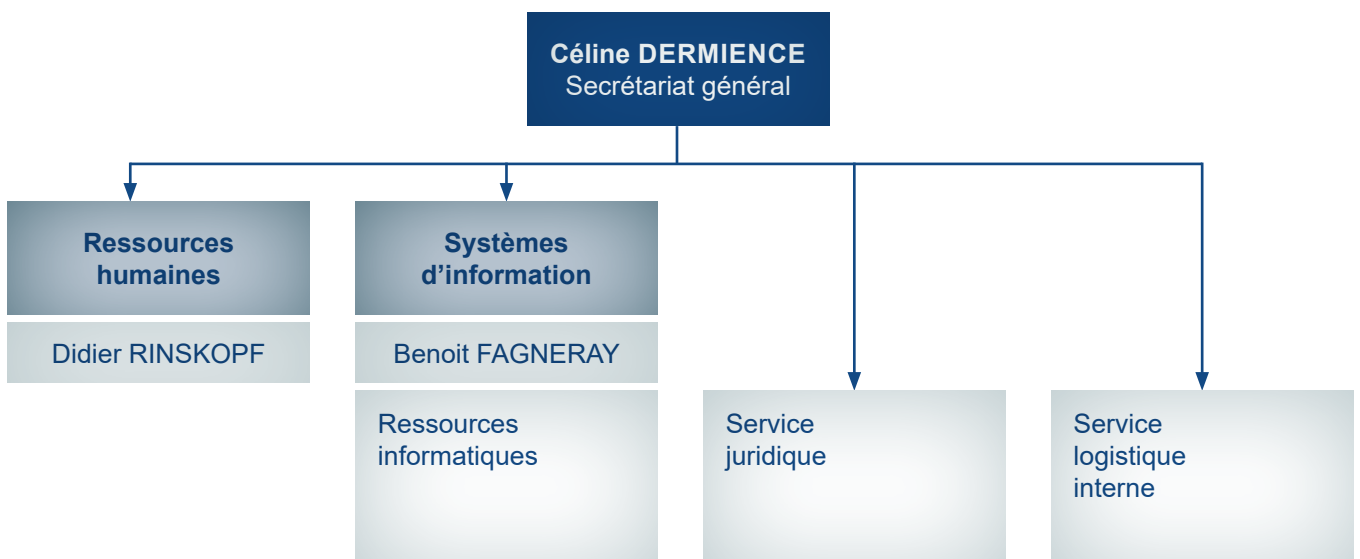 Céline DERMIENCE
Secrétariat général
Ressources
humaines
Didier RINSKOPF
Systèmes
d’information
Benoit FAGNERAY
Ressources
informatiques
Service
juridique
Service
logistique
interne